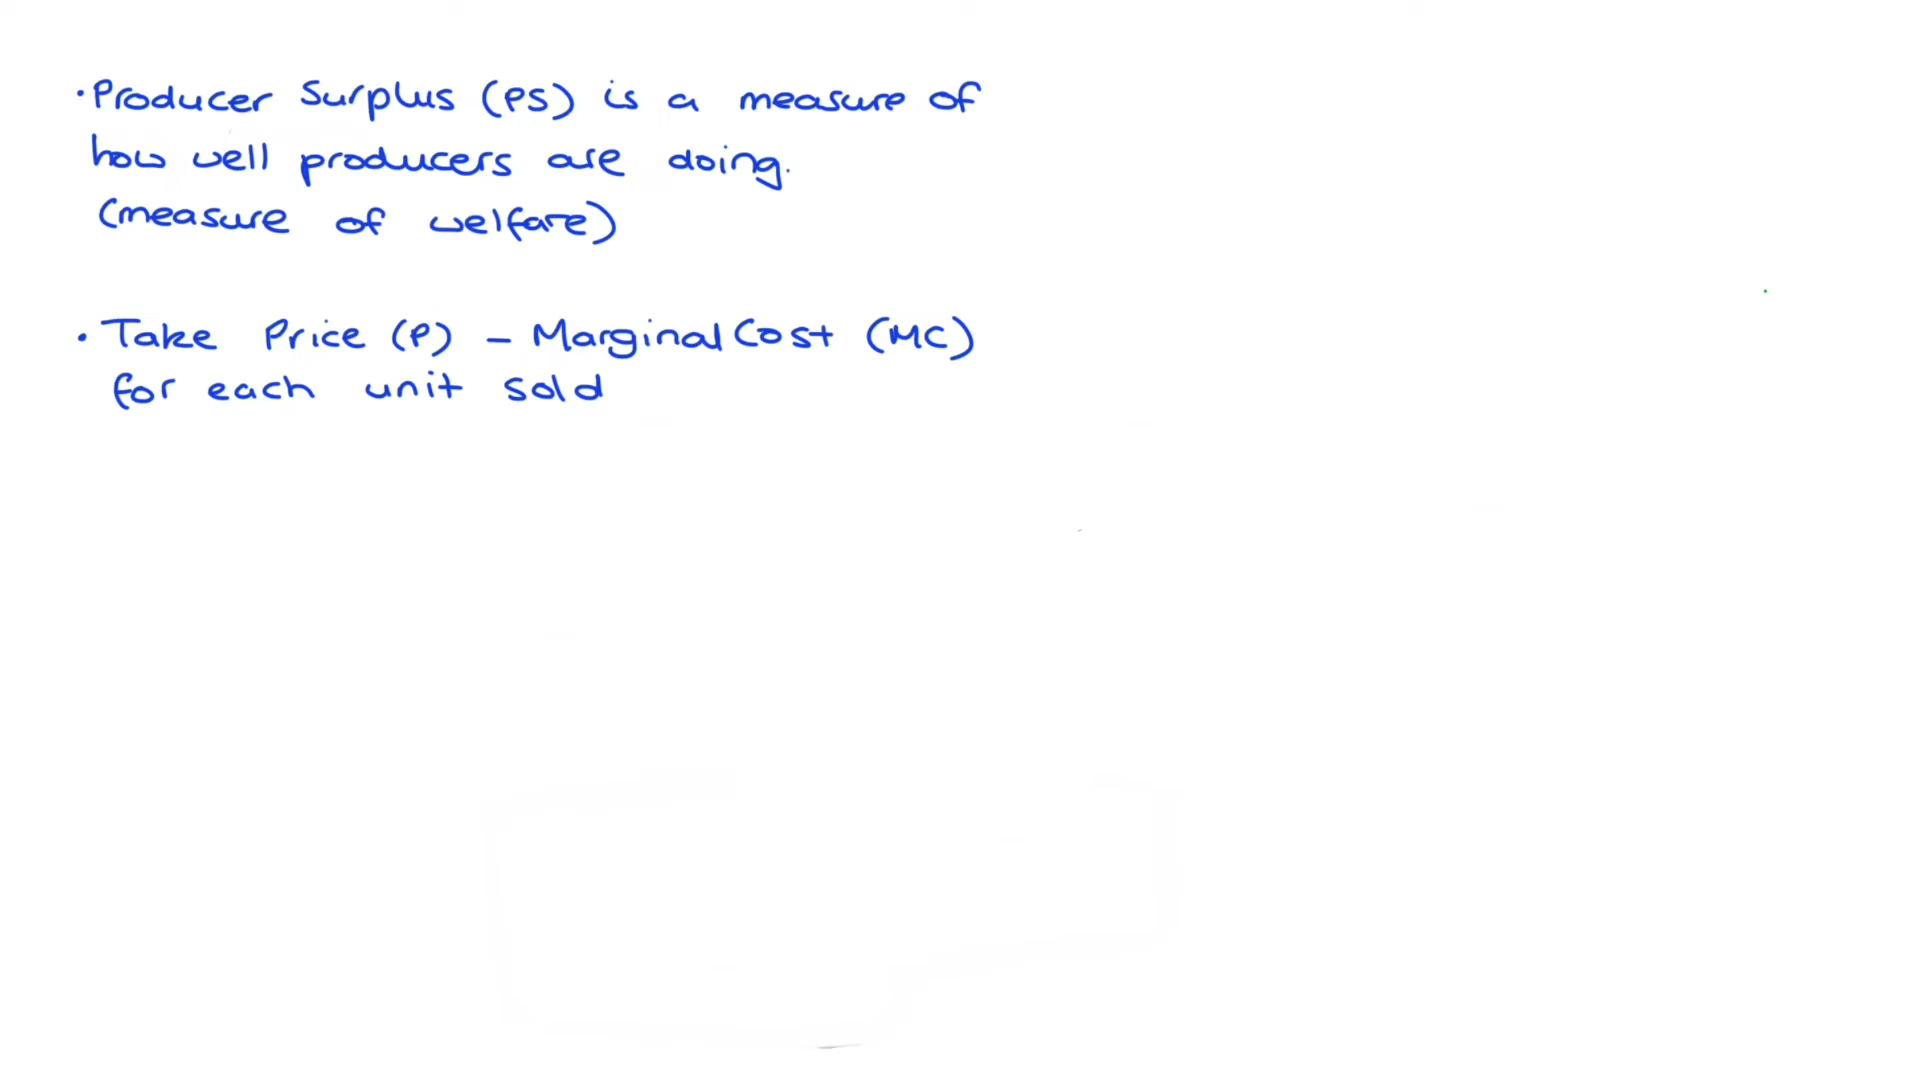 • Producer Surplus (PS) is a measure of
how well producers are doing.
(measure of welfare)
• Take Price (P) - Marginal Cost (MC)
for each unit sold